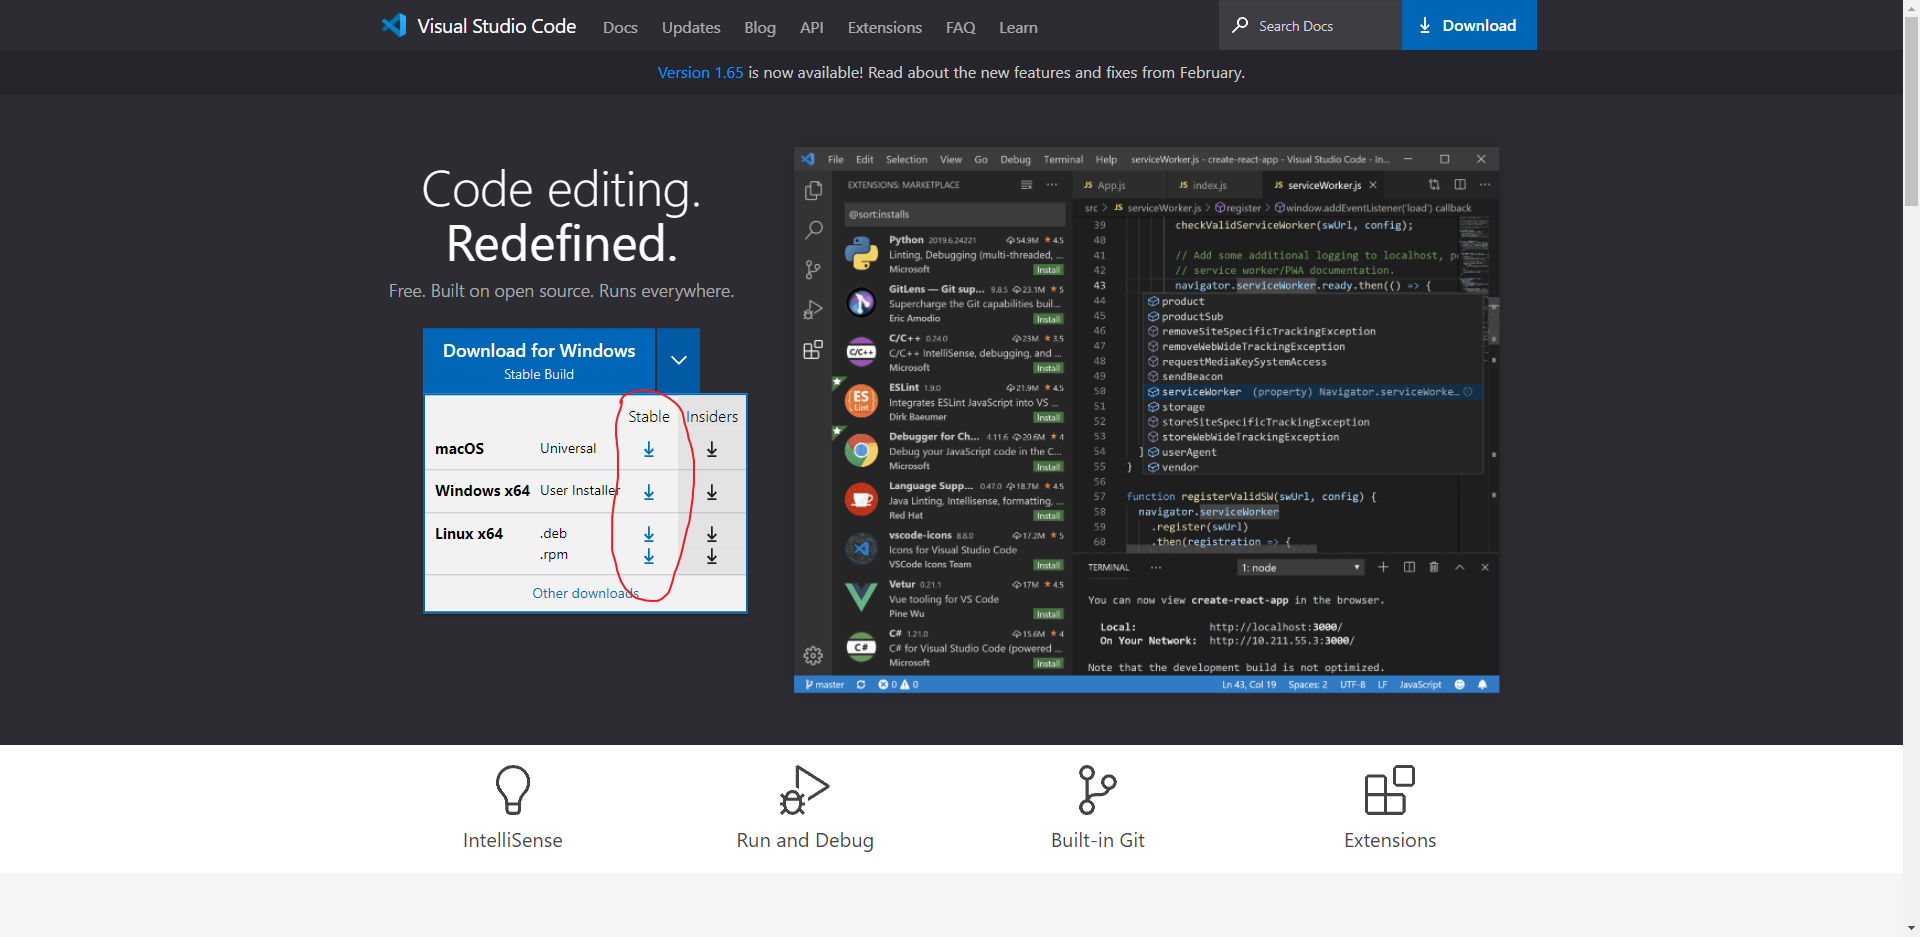 Visual Studio Code Docs Updates Blog API Extensions FAQ Learn Search Docs Download
Version 1.65 is now available! Read about the new features and fixes from February.
Code editing.
Redefined.
Free. Built on open source. Runs everywhere.
Download for Windows
Stable Build
Stable Insiders
macOS Universal
Windows x64 User Installer
Linux x64 .deb
.rpm
Other downloads
File Edit Selection View Go Debug Terminal Help serviceWorker.js - create-react-app - Visual Studio Code - In...
EXTENSIONS: MARKETPLACE
@sort:installs
Python 2019.6.24221 54.9M ★ 4.5
Linting, Debugging (multi-threaded, ...
Microsoft Install
GitLens — Git sup... 9.8.5 23.1M ★ 5
Supercharge the Git capabilities buil...
Eric Amodio Install
C/C++ 0.24.0 23M ★ 3.5
C/C++ C/C++ IntelliSense, debugging, and ...
Microsoft Install
ESLint 1.9.0 21.9M ★ 4.5
ES Lint Integrates ESLint JavaScript into VS ...
Dirk Baeumer Install
Debugger for Ch... 4.11.6 20.6M ★ 4
Debug your JavaScript code in the C...
Microsoft Install
Language Supp... 0.47.0 18.7M ★ 4.5
Java Linting, Intellisense, formatting, ...
Red Hat Install
vscode-icons 8.8.0 17.2M ★ 5
Icons for Visual Studio Code
VSCode Icons Team Install
Vetur 0.21.1 17M ★ 4.5
Vue tooling for VS Code
Pine Wu Install
C# 1.21.0 15.6M ★ 4
C# C# for Visual Studio Code (powered ...
Microsoft Install
JS App.js JS index.js JS serviceWorker.js ×
src > JS serviceWorker.js > register > window.addEventListener('load') callback
39 checkValidServiceWorker(swUrl, config);
40
41 // Add some additional logging to localhost, p
42 // service worker/PWA documentation.
43 navigator.serviceWorker.ready.then(() => {
44 product
45 productSub
46 removeSiteSpecificTrackingException
47 removeWebWideTrackingException
48 requestMediaKeySystemAccess
49 sendBeacon
50 serviceWorker (property) Navigator.serviceWorke...
51 storage
52 storeSiteSpecificTrackingException
53 storeWebWideTrackingException
54 } userAgent
55 } vendor
56
57 function registerValidSW(swUrl, config) {
58 navigator.serviceWorker
59 .register(swUrl)
60 .then(registration => {
TERMINAL ... 1: node
You can now view create-react-app in the browser.
Local: http://localhost:3000/
On Your Network: http://10.211.55.3:3000/
Note that the development build is not optimized.
master 0 0 Ln 43, Col 19 Spaces: 2 UTF-8 LF JavaScript
IntelliSense Run and Debug Built-in Git Extensions